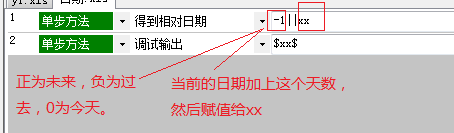 y1.xls 日期.xls
1 单步方法 得到相对日期 -1||xx
2 单步方法 调试输出 $xx$
正为未来，负为过
去，0为今天。
当前的日期加上这个天数，
然后赋值给xx